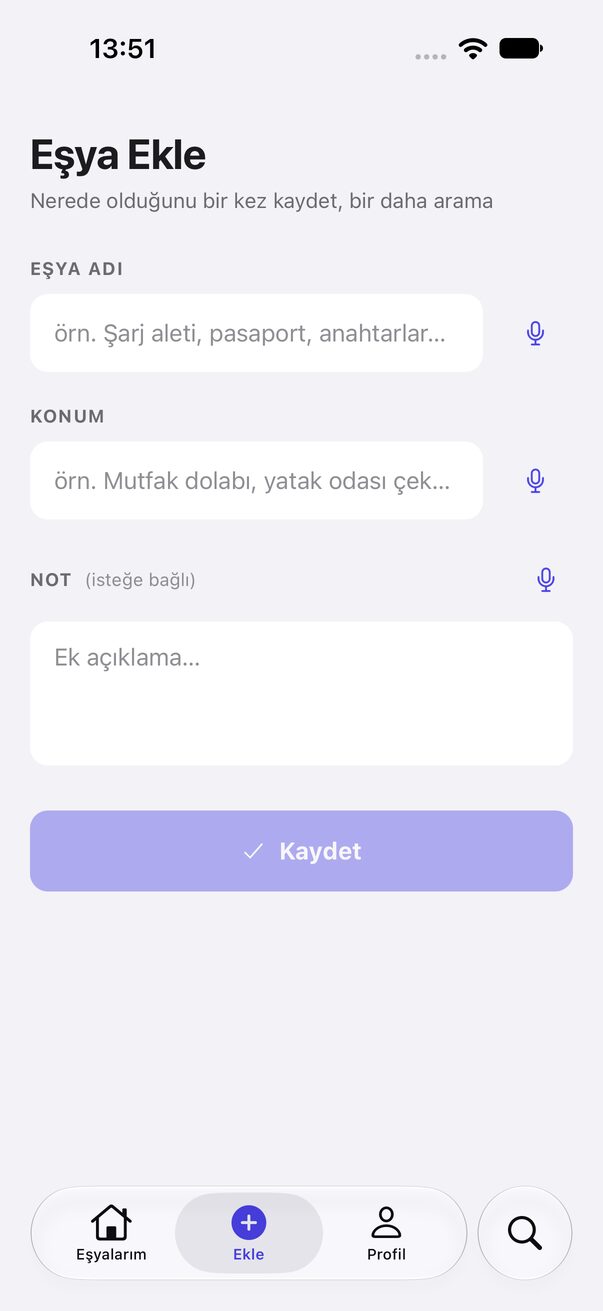 13:51
Eşya Ekle
Nerede olduğunu bir kez kaydet, bir daha arama
EŞYA ADI
örn. Şarj aleti, pasaport, anahtarlar...
KONUM
örn. Mutfak dolabı, yatak odası çek...
NOT (isteğe bağlı)
Ek açıklama...
Kaydet
Eşyalarım
Ekle
Profil